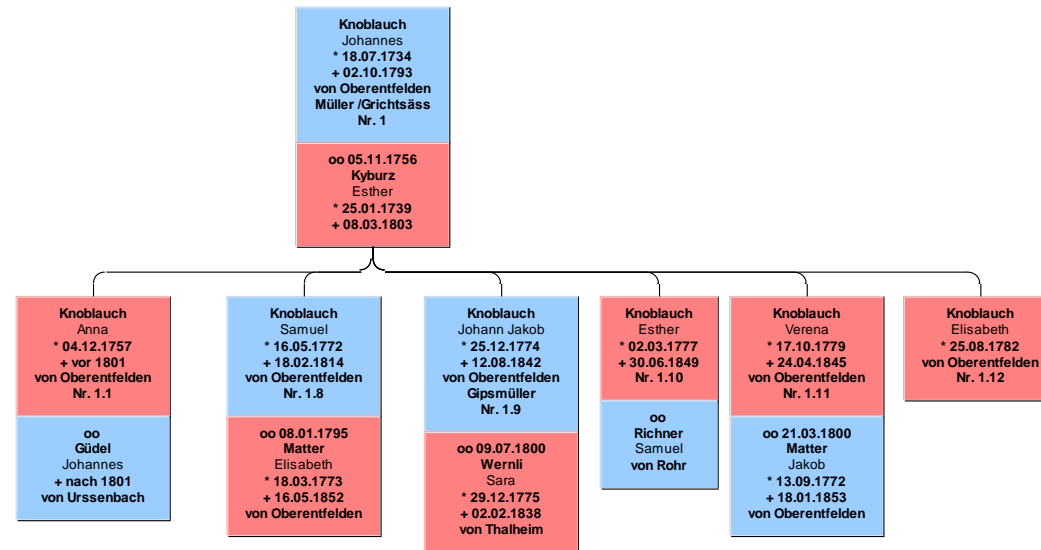 Knoblauch
Johannes
* 18.07.1734
+ 02.10.1793
von Oberentfelden
Müller /Grichtsäss
Nr. 1
oo 05.11.1756
Kyburz
Esther
* 25.01.1739
+ 08.03.1803
Knoblauch
Anna
* 04.12.1757
+ vor 1801
von Oberentfelden
Nr. 1.1
oo
Güdel
Johannes
+ nach 1801
von Urssenbach
Knoblauch
Samuel
* 16.05.1772
+ 18.02.1814
von Oberentfelden
Nr. 1.8
oo 08.01.1795
Matter
Elisabeth
* 18.03.1773
+ 16.05.1852
von Oberentfelden
Knoblauch
Johann Jakob
* 25.12.1774
+ 12.08.1842
von Oberentfelden
Gipsmüller
Nr. 1.9
oo 09.07.1800
Wernli
Sara
* 29.12.1775
+ 02.02.1838
von Thalheim
Knoblauch
Esther
* 02.03.1777
+ 30.06.1849
Nr. 1.10
oo
Richner
Samuel
von Rohr
Knoblauch
Verena
* 17.10.1779
+ 24.04.1845
von Oberentfelden
Nr. 1.11
oo 21.03.1800
Matter
Jakob
* 13.09.1772
+ 18.01.1853
von Oberentfelden
Knoblauch
Elisabeth
* 25.08.1782
von Oberentfelden
Nr. 1.12